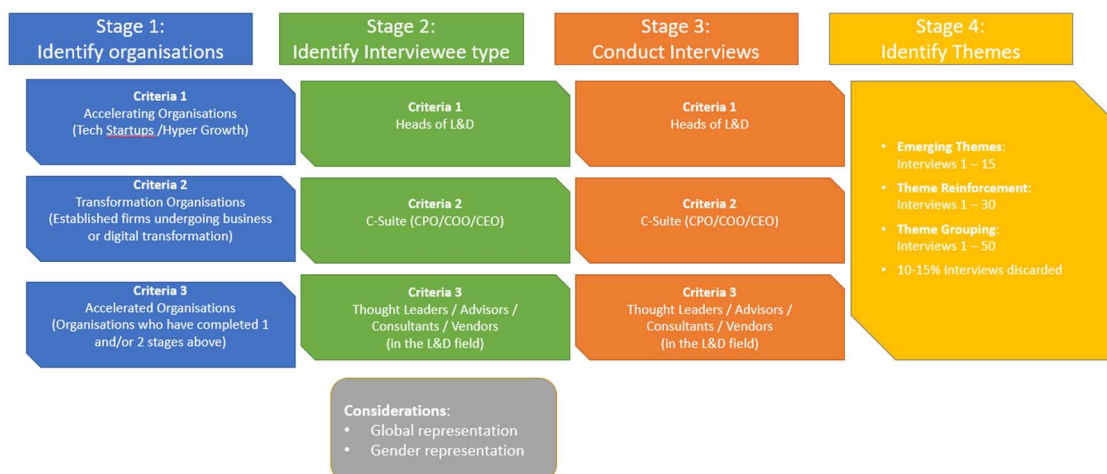 Stage 1:
Identify organisations
Criteria 1
Accelerating Organisations
(Tech Startups /Hyper Growth)
Criteria 2
Transformation Organisations
(Established firms undergoing business
or digital transformation)
Criteria 3
Accelerated Organisations
(Organisations who have completed 1
and/or 2 stages above)
Stage 2:
Identify Interviewee type
Criteria 1
Heads of L&D
Criteria 2
C-Suite (CPO/COO/CEO)
Criteria 3
Thought Leaders / Advisors /
Consultants / Vendors
(in the L&D field)
Considerations:
• Global representation
• Gender representation
Stage 3:
Conduct Interviews
Criteria 1
Heads of L&D
Criteria 2
C-Suite (CPO/COO/CEO)
Criteria 3
Thought Leaders / Advisors /
Consultants / Vendors
(in the L&D field)
Stage 4:
Identify Themes
• Emerging Themes:
Interviews 1 – 15
• Theme Reinforcement:
Interviews 1 – 30
• Theme Grouping:
Interviews 1 – 50
• 10-15% Interviews discarded